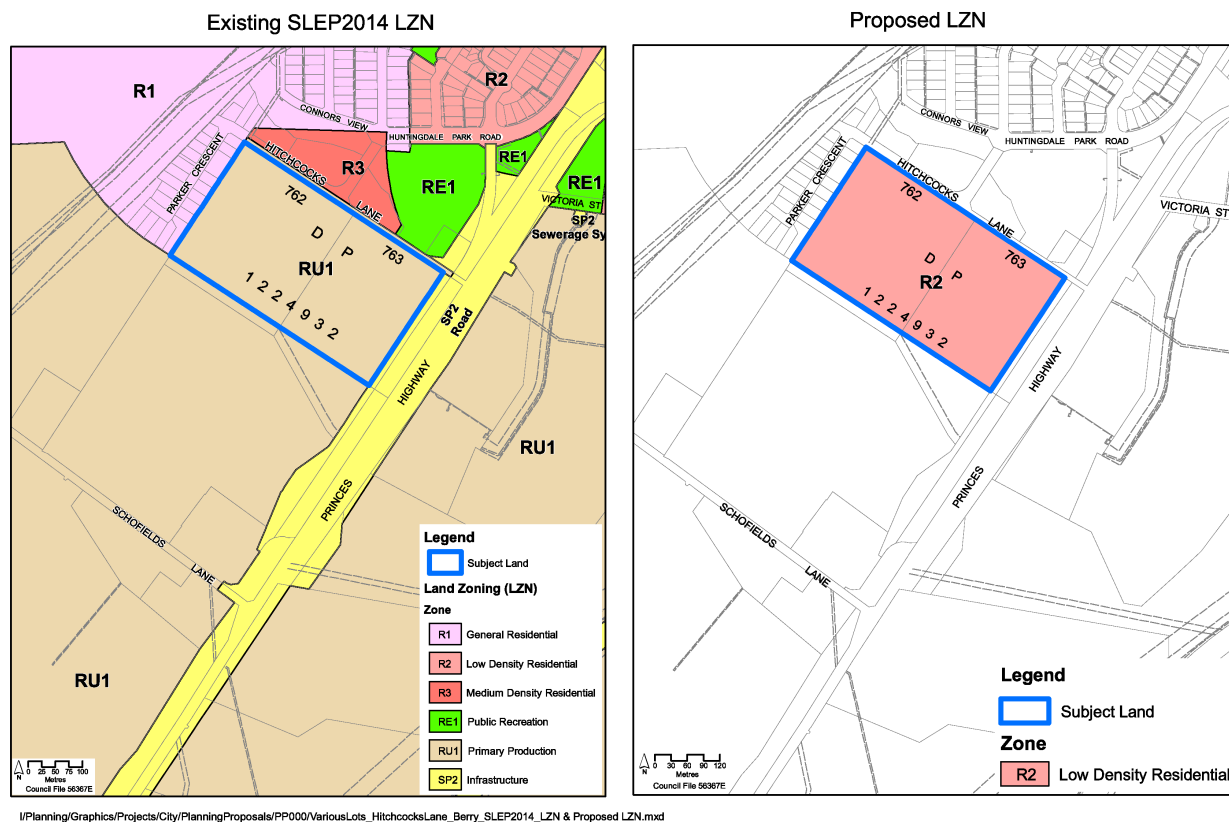 Existing SLEP2014 LZN
Proposed LZN
R1
R2
CONNORS VIEW
HUNTINGDALE PARK ROAD
PARKER CRESCENT
HITCHCOCKS LANE
R3
RE1
RE1
RE1
VICTORIA ST
SP2
Sewerage Sy
762
763
D P
RU1
1 2 2 4 9 3 2
SP2
Road
PRINCES HIGHWAY
RU1
SCHOFIELDS LANE
RU1
Legend
Subject Land
Land Zoning (LZN)
Zone
R1 General Residential
R2 Low Density Residential
R3 Medium Density Residential
RE1 Public Recreation
RU1 Primary Production
SP2 Infrastructure
N
0 25 50 75 100
Metres
Council File 56367E
CONNORS VIEW
HUNTINGDALE PARK ROAD
PARKER CRESCENT
HITCHCOCKS LANE
VICTORIA ST
762
763
D P
R2
1 2 2 4 9 3 2
PRINCES HIGHWAY
SCHOFIELDS LANE
Legend
Subject Land
Zone
R2 Low Density Residential
N
0 30 60 90 120
Metres
Council File 56367E
I/Planning/Graphics/Projects/City/PlanningProposals/PP000/VariousLots_HitchcocksLane_Berry_SLEP2014_LZN & Proposed LZN.mxd